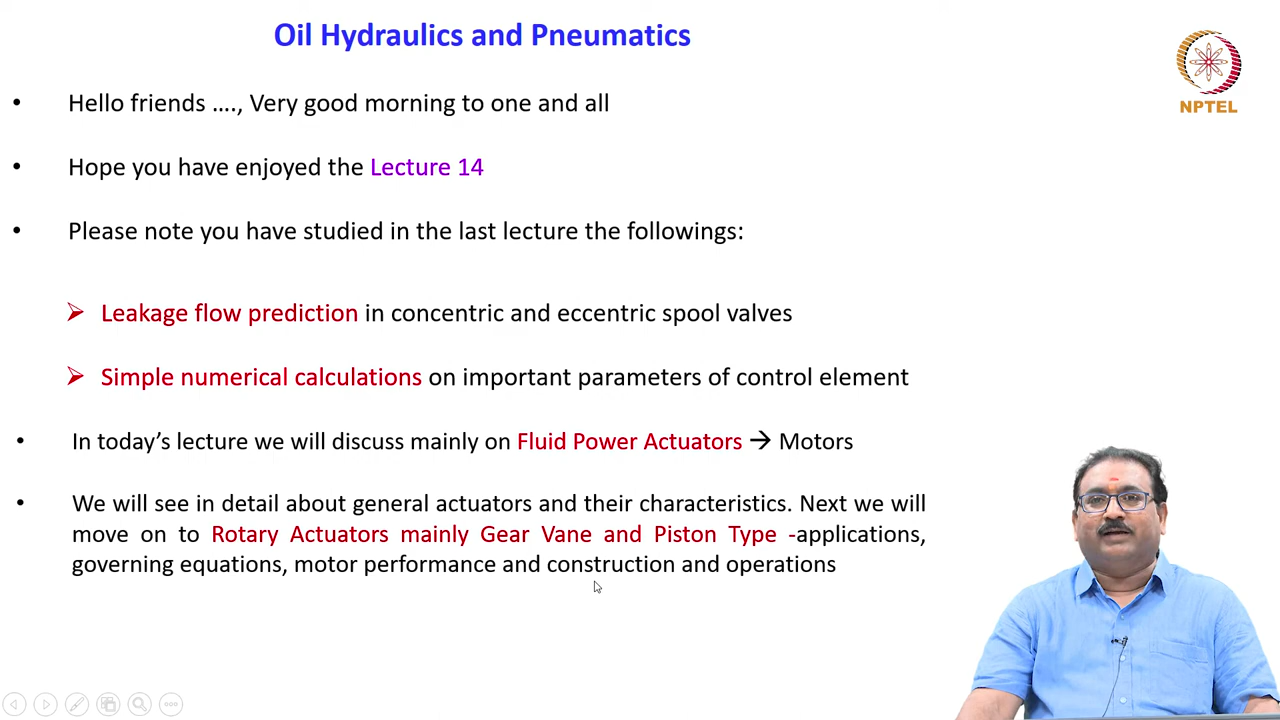 Oil Hydraulics and Pneumatics
NPTEL
• Hello friends …., Very good morning to one and all
• Hope you have enjoyed the Lecture 14
• Please note you have studied in the last lecture the followings:
➢ Leakage flow prediction in concentric and eccentric spool valves
➢ Simple numerical calculations on important parameters of control element
• In today’s lecture we will discuss mainly on Fluid Power Actuators → Motors
• We will see in detail about general actuators and their characteristics. Next we will
move on to Rotary Actuators mainly Gear Vane and Piston Type -applications,
governing equations, motor performance and construction and operations